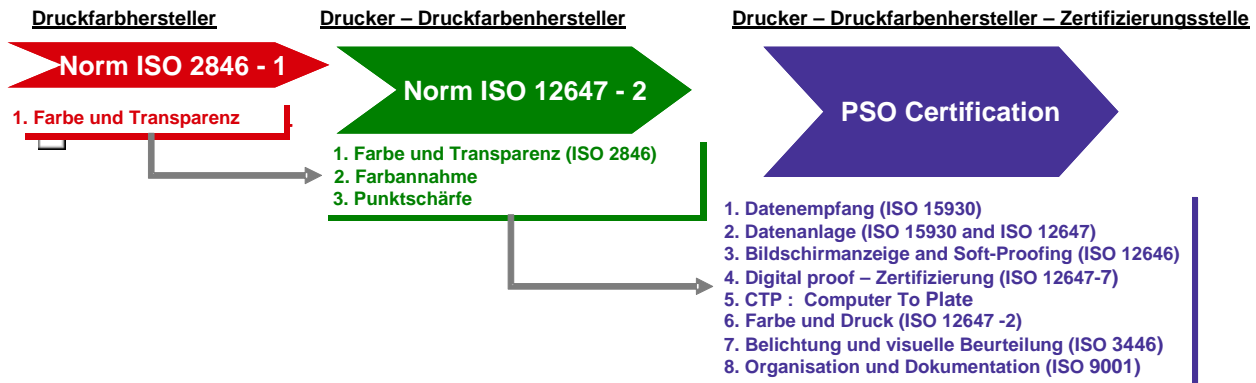 Druckfarbhersteller
Norm ISO 2846 - 1
1. Farbe und Transparenz
Drucker – Druckfarbenhersteller
Norm ISO 12647 - 2
1. Farbe und Transparenz (ISO 2846)
2. Farbannahme
3. Punktschärfe
Drucker – Druckfarbenhersteller – Zertifizierungsstelle
PSO Certification
1. Datenempfang (ISO 15930)
2. Datenanlage (ISO 15930 and ISO 12647)
3. Bildschirmanzeige and Soft-Proofing (ISO 12646)
4. Digital proof – Zertifizierung (ISO 12647-7)
5. CTP : Computer To Plate
6. Farbe und Druck (ISO 12647 -2)
7. Belichtung und visuelle Beurteilung (ISO 3446)
8. Organisation und Dokumentation (ISO 9001)